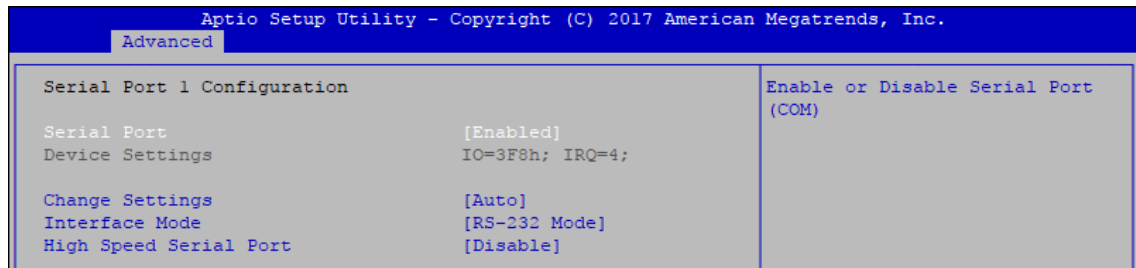 Aptio Setup Utility - Copyright (C) 2017 American Megatrends, Inc.
Advanced
Serial Port 1 Configuration
Enable or Disable Serial Port
(COM)
Serial Port [Enabled]
Device Settings IO=3F8h; IRQ=4;
Change Settings [Auto]
Interface Mode [RS-232 Mode]
High Speed Serial Port [Disable]